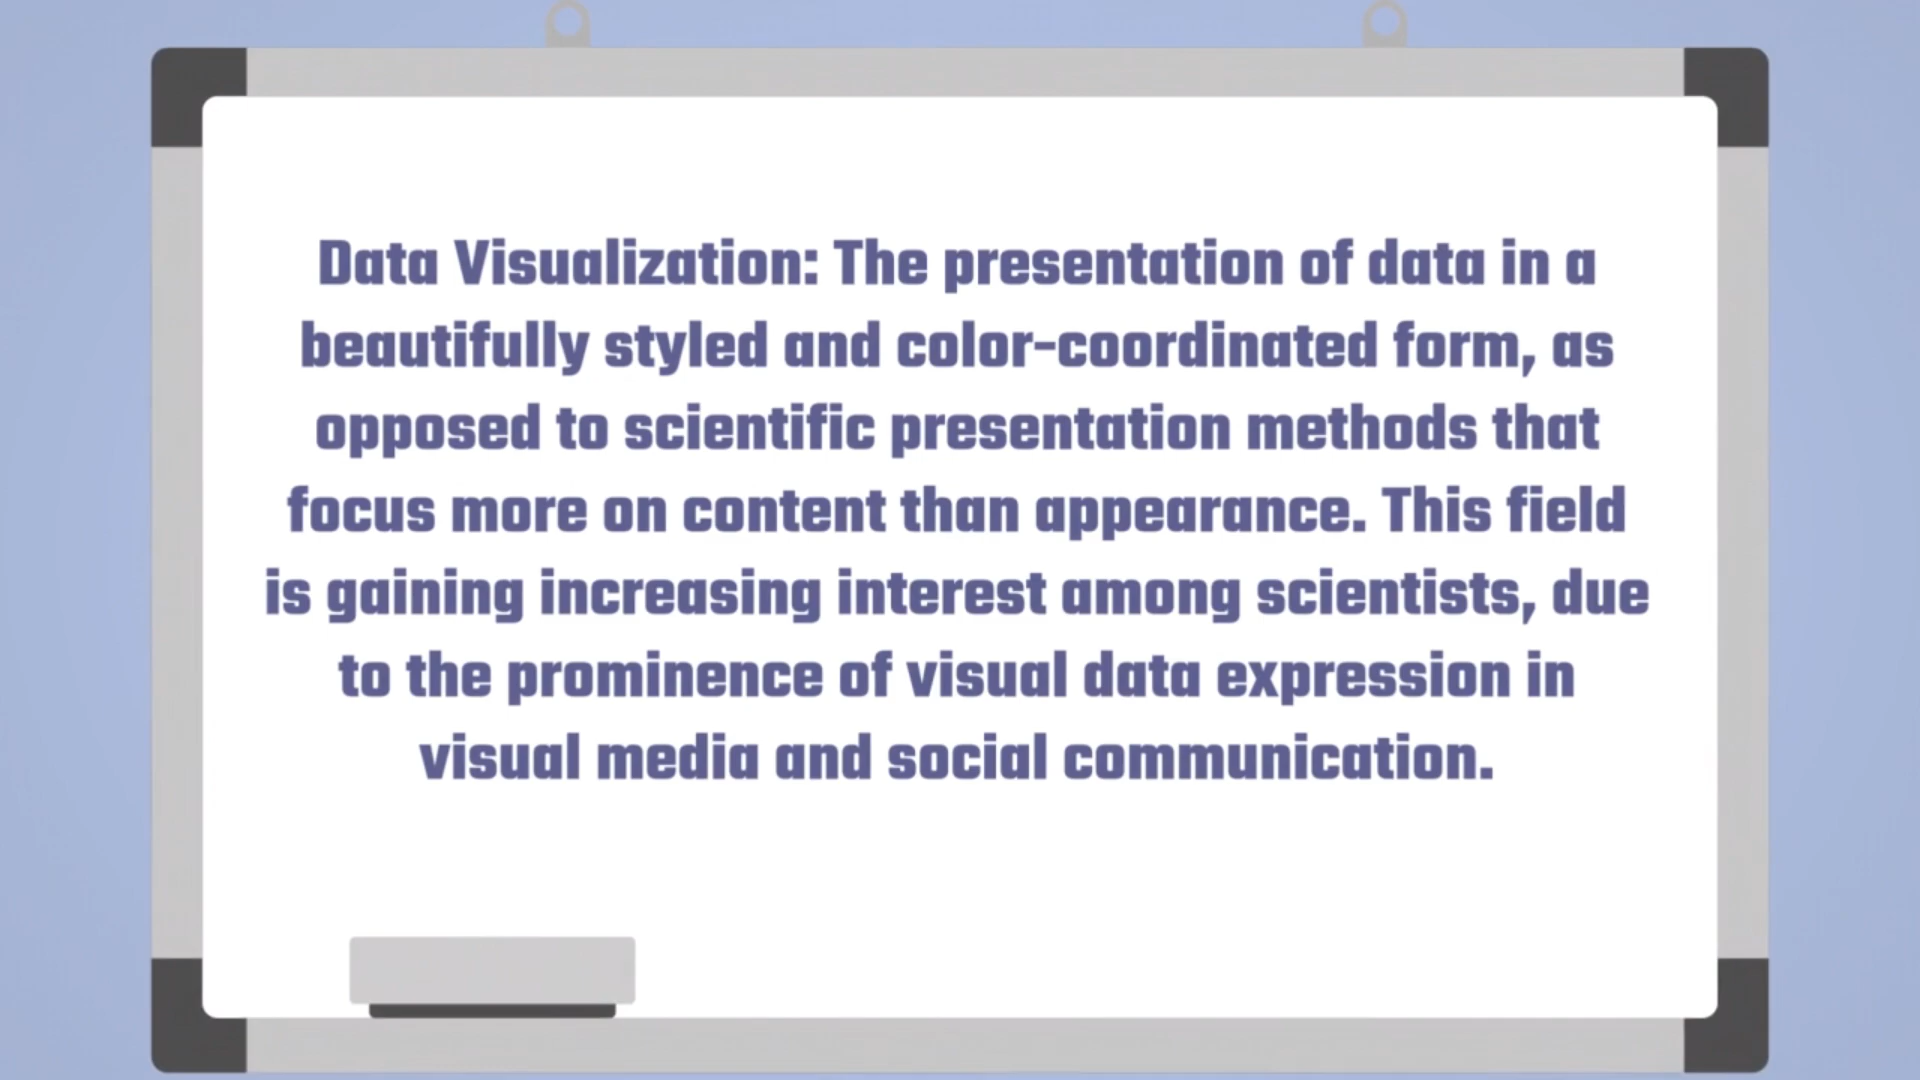 Data Visualization: The presentation of data in a
beautifully styled and color-coordinated form, as
opposed to scientific presentation methods that
focus more on content than appearance. This field
is gaining increasing interest among scientists, due
to the prominence of visual data expression in
visual media and social communication.